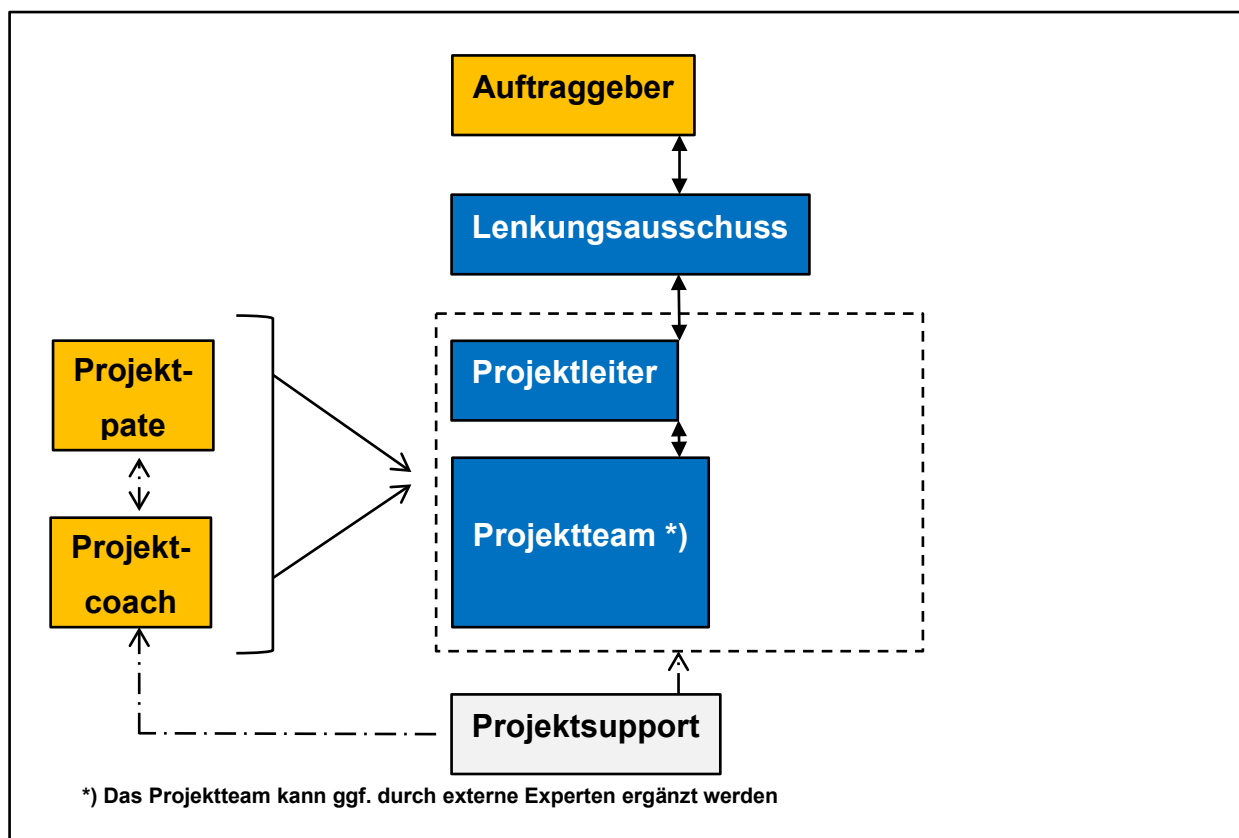 Auftraggeber
Lenkungsausschuss
Projekt-
pate
Projektleiter
Projekt-
coach
Projektteam *)
Projektsupport
*) Das Projektteam kann ggf. durch externe Experten ergänzt werden